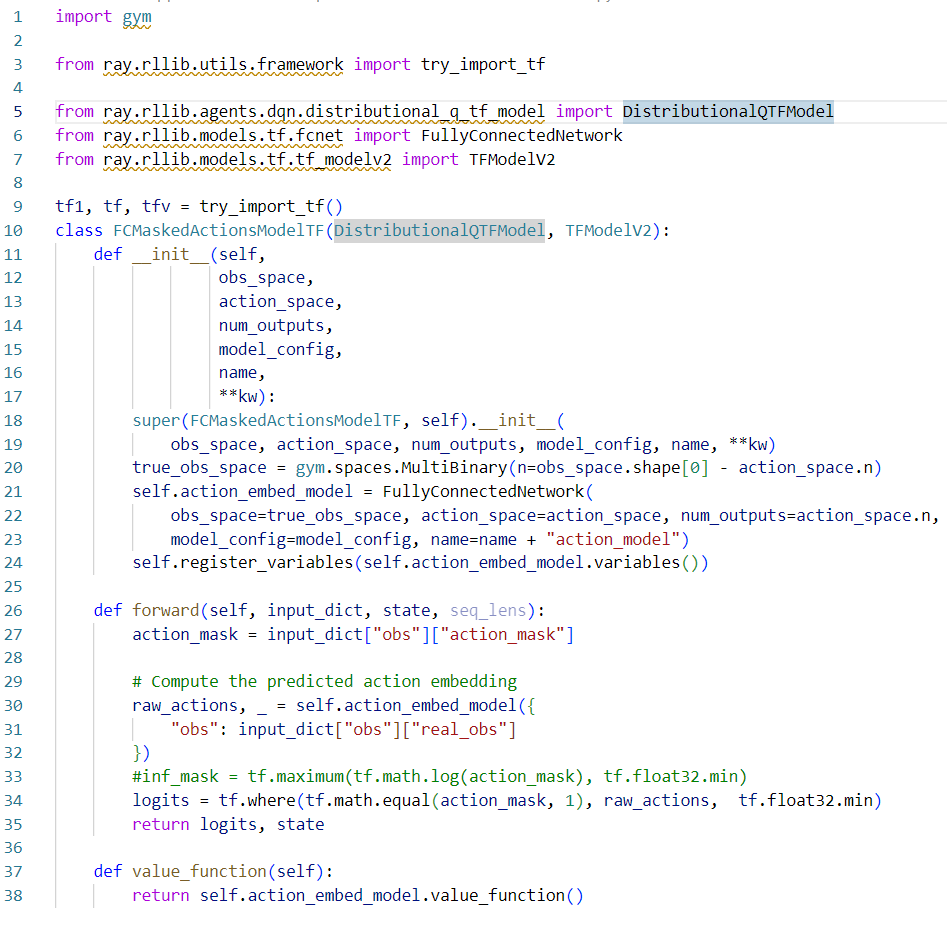 1 import gym
2
3 from ray.rllib.utils.framework import try_import_tf
4
5 from ray.rllib.agents.dqn.distributional_q_tf_model import DistributionalQTFModel
6 from ray.rllib.models.tf.fcnet import FullyConnectedNetwork
7 from ray.rllib.models.tf.tf_modelv2 import TFModelV2
8
9 tf1, tf, tfv = try_import_tf()
10 class FCMaskedActionsModelTF(DistributionalQTFModel, TFModelV2):
11     def __init__(self,
12                  obs_space,
13                  action_space,
14                  num_outputs,
15                  model_config,
16                  name,
17                  **kw):
18         super(FCMaskedActionsModelTF, self).__init__(
19             obs_space, action_space, num_outputs, model_config, name, **kw)
20         true_obs_space = gym.spaces.MultiBinary(n=obs_space.shape[0] - action_space.n)
21         self.action_embed_model = FullyConnectedNetwork(
22             obs_space=true_obs_space, action_space=action_space, num_outputs=action_space.n,
23             model_config=model_config, name=name + "action_model")
24         self.register_variables(self.action_embed_model.variables())
25
26     def forward(self, input_dict, state, seq_lens):
27         action_mask = input_dict["obs"]["action_mask"]
28
29         # Compute the predicted action embedding
30         raw_actions, _ = self.action_embed_model({
31             "obs": input_dict["obs"]["real_obs"]
32         })
33         #inf_mask = tf.maximum(tf.math.log(action_mask), tf.float32.min)
34         logits = tf.where(tf.math.equal(action_mask, 1), raw_actions,  tf.float32.min)
35         return logits, state
36
37     def value_function(self):
38         return self.action_embed_model.value_function()